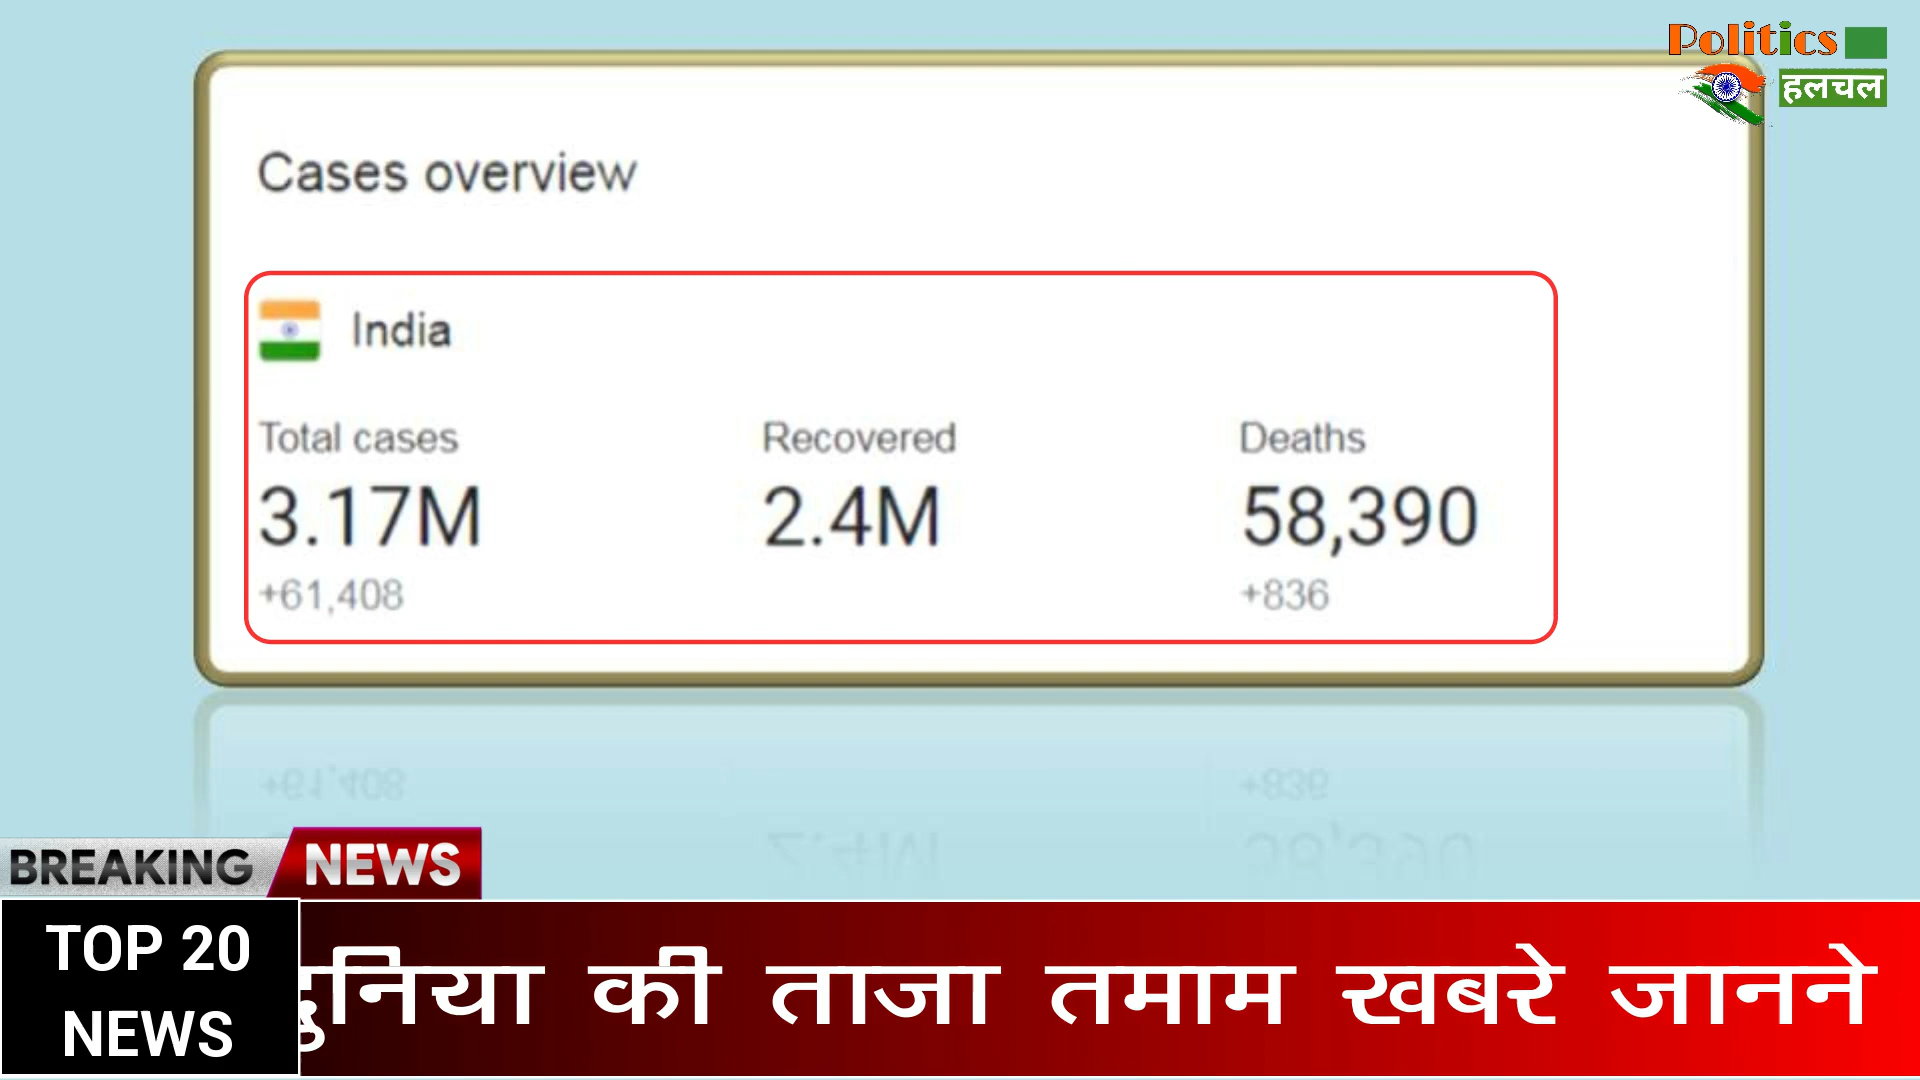 Politics
हलचल
Cases overview
India
Total cases Recovered Deaths
3.17M 2.4M 58,390
+61,408 +836
BREAKING NEWS
TOP 20
NEWS
दुनिया की ताजा तमाम खबरे जानने